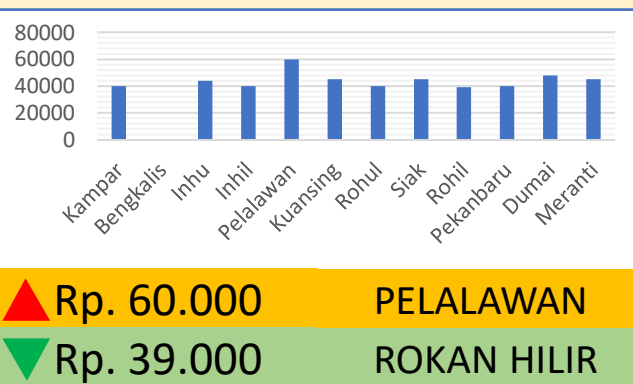 80000
60000
40000
20000
0
Kampar
Bengkalis
Inhu
Inhil
Pelalawan
Kuansing
Rohul
Siak
Rohil
Pekanbaru
Dumai
Meranti
Rp. 60.000 PELALAWAN
Rp. 39.000 ROKAN HILIR